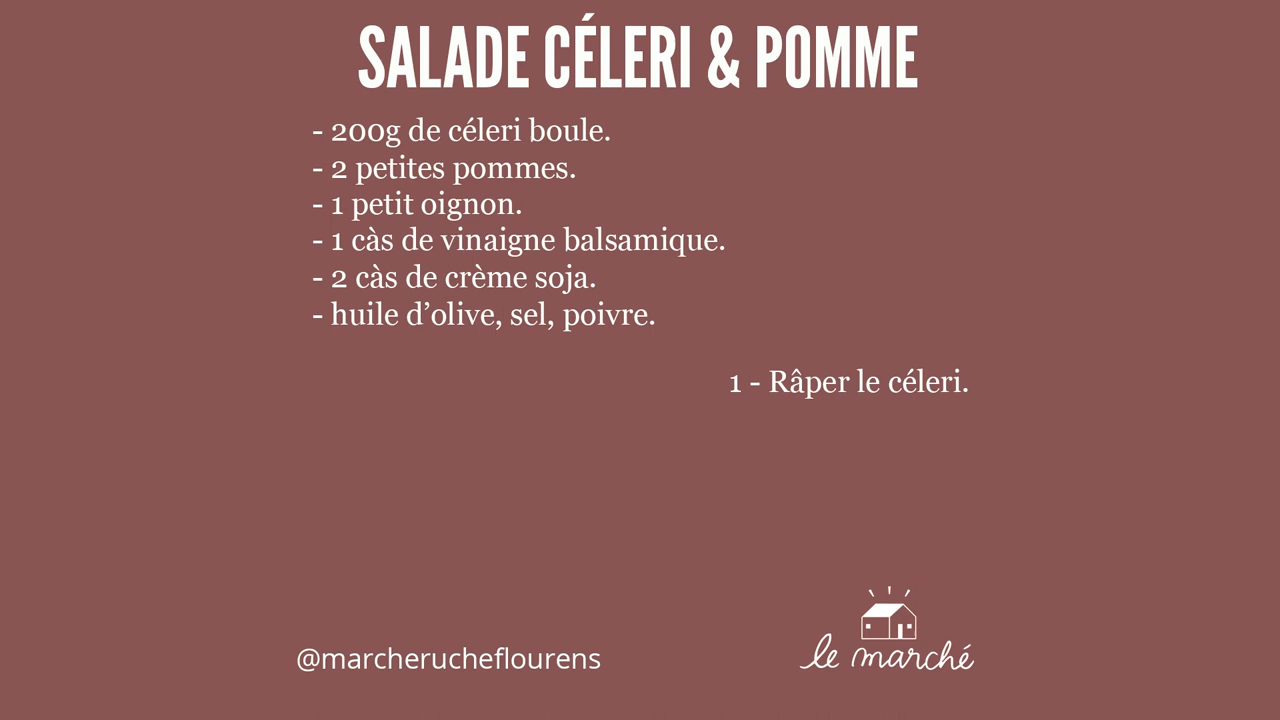 SALADE CÉLERI & POMME
- 200g de céleri boule.
- 2 petites pommes.
- 1 petit oignon.
- 1 càs de vinaigne balsamique.
- 2 càs de crème soja.
- huile d’olive, sel, poivre.
1 - Râper le céleri.
@marcherucheflourens
le marché